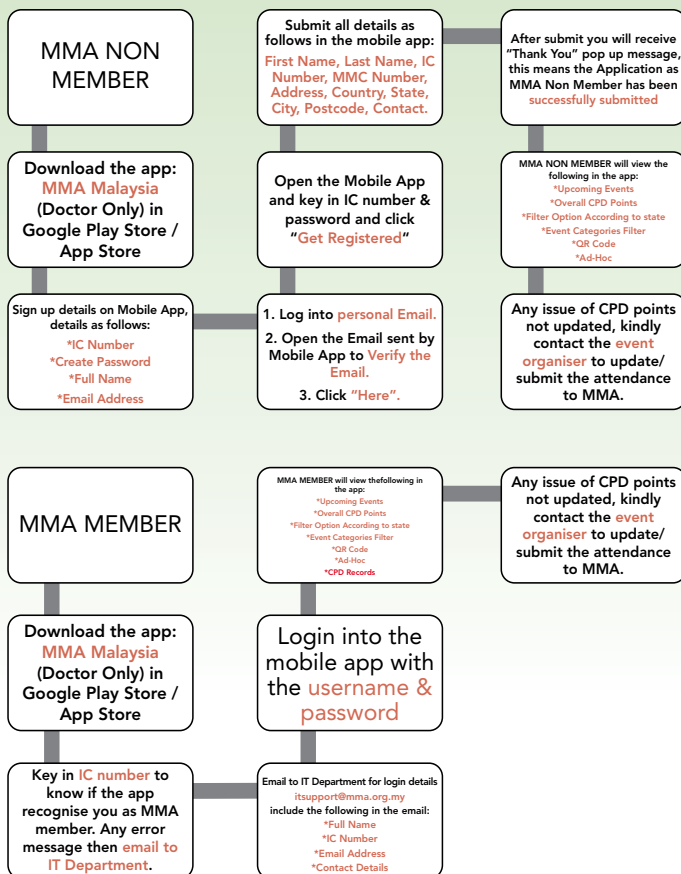 MMA NON
MEMBER
Download the app:
MMA Malaysia
(Doctor Only) in
Google Play Store /
App Store
Sign up details on Mobile App,
details as follows:
*IC Number
*Create Password
*Full Name
*Email Address
1. Log into personal Email.
2. Open the Email sent by
Mobile App to Verify the
Email.
3. Click "Here".
Open the Mobile App
and key in IC number &
password and click
"Get Registered"
Submit all details as
follows in the mobile app:
First Name, Last Name, IC
Number, MMC Number,
Address, Country, State,
City, Postcode, Contact.
After submit you will receive
"Thank You" pop up message,
this means the Application as
MMA Non Member has been
successfully submitted
MMA NON MEMBER will view the
following in the app:
*Upcoming Events
*Overall CPD Points
*Filter Option According to state
*Event Categories Filter
*QR Code
*Ad-Hoc
Any issue of CPD points
not updated, kindly
contact the event
organiser to update/
submit the attendance
to MMA.
MMA MEMBER
Download the app:
MMA Malaysia
(Doctor Only) in
Google Play Store /
App Store
Key in IC number to
know if the app
recognise you as MMA
member. Any error
message then email to
IT Department.
Email to IT Department for login details
itsupport@mma.org.my
include the following in the email:
*Full Name
*IC Number
*Email Address
*Contact Details
Login into the
mobile app with
the username &
password
MMA MEMBER will view thefollowing in
the app:
*Upcoming Events
*Overall CPD Points
*Filter Option According to state
*Event Categories Filter
*QR Code
*Ad-Hoc
*CPD Records
Any issue of CPD points
not updated, kindly
contact the event
organiser to update/
submit the attendance
to MMA.